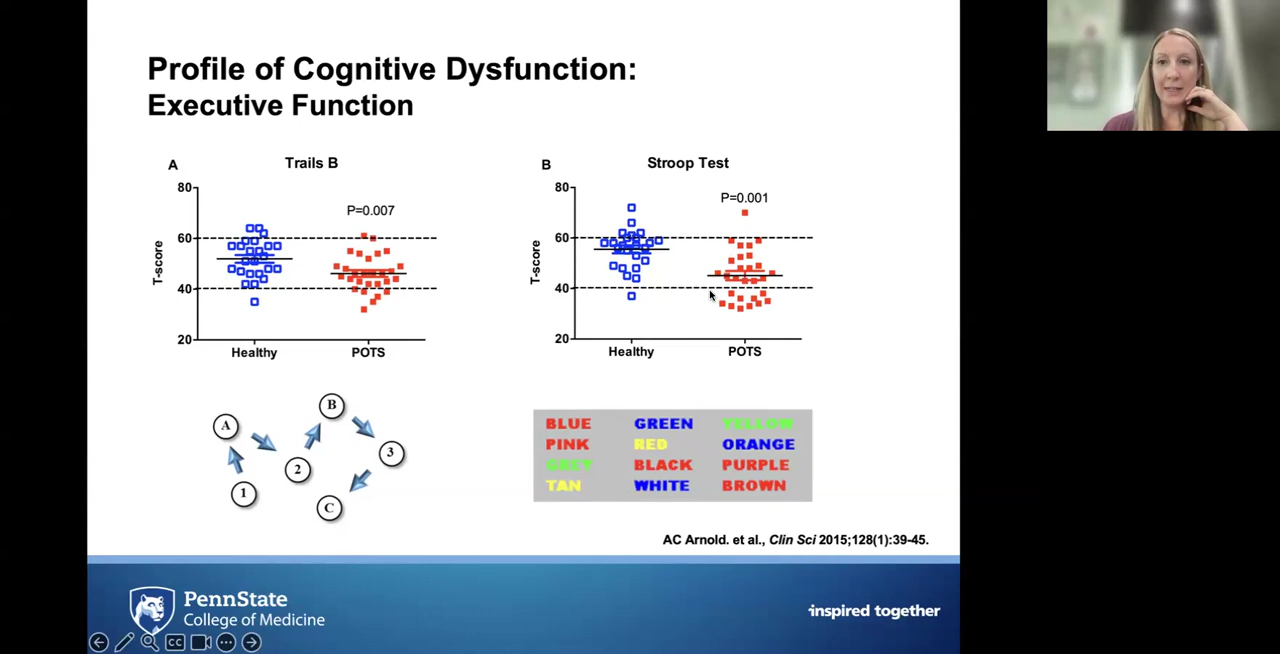 Profile of Cognitive Dysfunction:
Executive Function
A
Trails B
80
60
40
20
T-score
P=0.007
Healthy
POTS
B
Stroop Test
80
60
40
20
T-score
P=0.001
Healthy
POTS
A
B
1
2
3
C
BLUE GREEN YELLOW
PINK RED ORANGE
GREY BLACK PURPLE
TAN WHITE BROWN
AC Arnold. et al., Clin Sci 2015;128(1):39-45.
PennState
College of Medicine
inspired together
CC